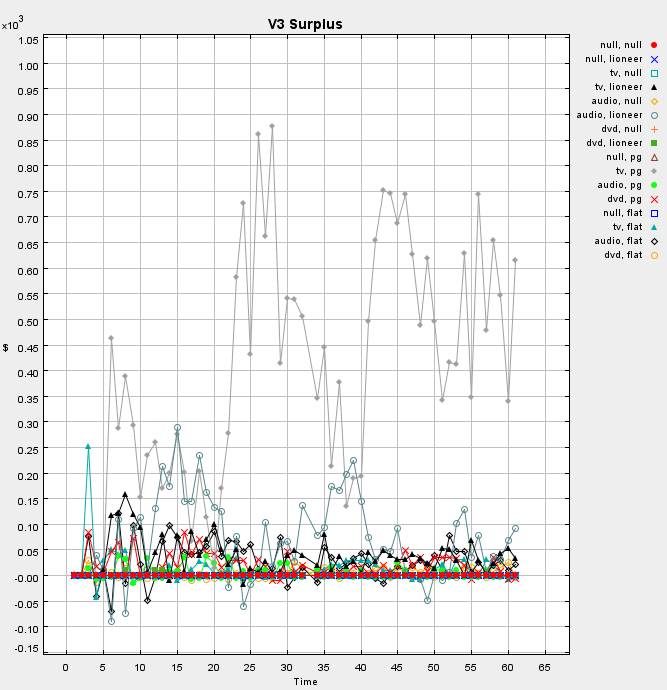 V3 Surplus
x10^3
1.05
1.00
0.95
0.90
0.85
0.80
0.75
0.70
0.65
0.60
0.55
0.50
$ 0.45
0.40
0.35
0.30
0.25
0.20
0.15
0.10
0.05
-0.00
-0.05
-0.10
-0.15
0 5 10 15 20 25 30 35 40 45 50 55 60 65
Time
null, null
null, lioneer
tv, null
tv, lioneer
audio, null
audio, lioneer
dvd, null
dvd, lioneer
null, pg
tv, pg
audio, pg
dvd, pg
null, flat
tv, flat
audio, flat
dvd, flat